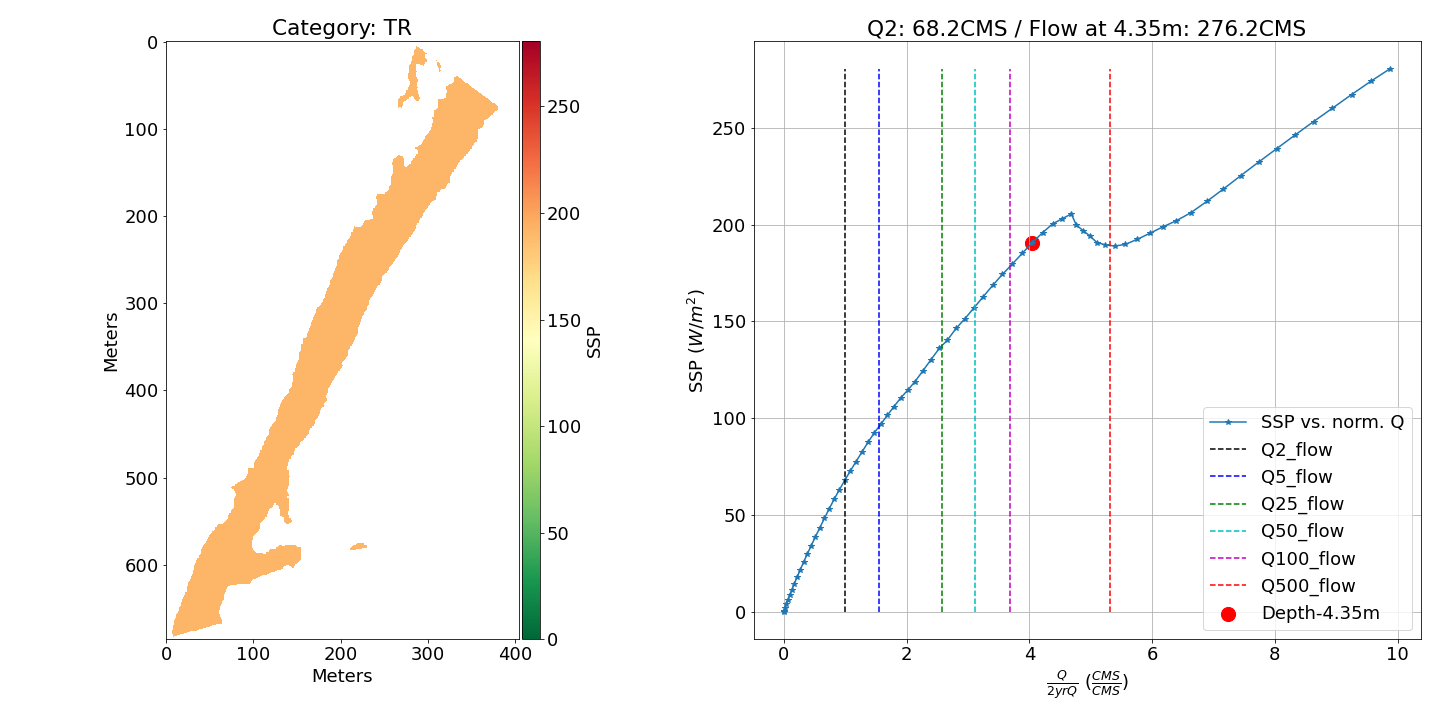 Category: TR
0
100
200
300
400
500
600
Meters
0
100
200
300
400
Meters
250
200
150
100
50
0
SSP
Q2: 68.2CMS / Flow at 4.35m: 276.2CMS
250
200
150
100
50
0
SSP (W/m²)
0
2
4
6
8
10
Q/2yrQ (CMS/CMS)
SSP vs. norm. Q
Q2_flow
Q5_flow
Q25_flow
Q50_flow
Q100_flow
Q500_flow
Depth-4.35m